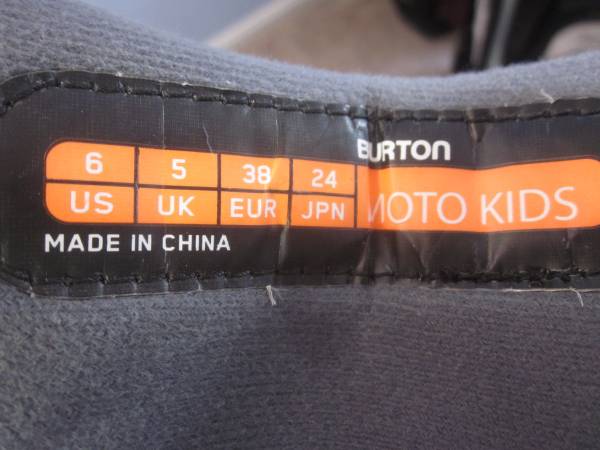 BURTON
6 5 38 24
US UK EUR JPN MOTO KIDS
MADE IN CHINA